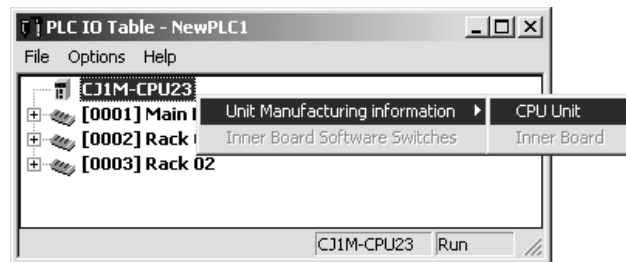 PLC IO Table - NewPLC1
File Options Help
CJ1M-CPU23
[0001] Main
Unit Manufacturing information
CPU Unit
[0002] Rack
Inner Board Software Switches
Inner Board
[0003] Rack 02
CJ1M-CPU23 Run